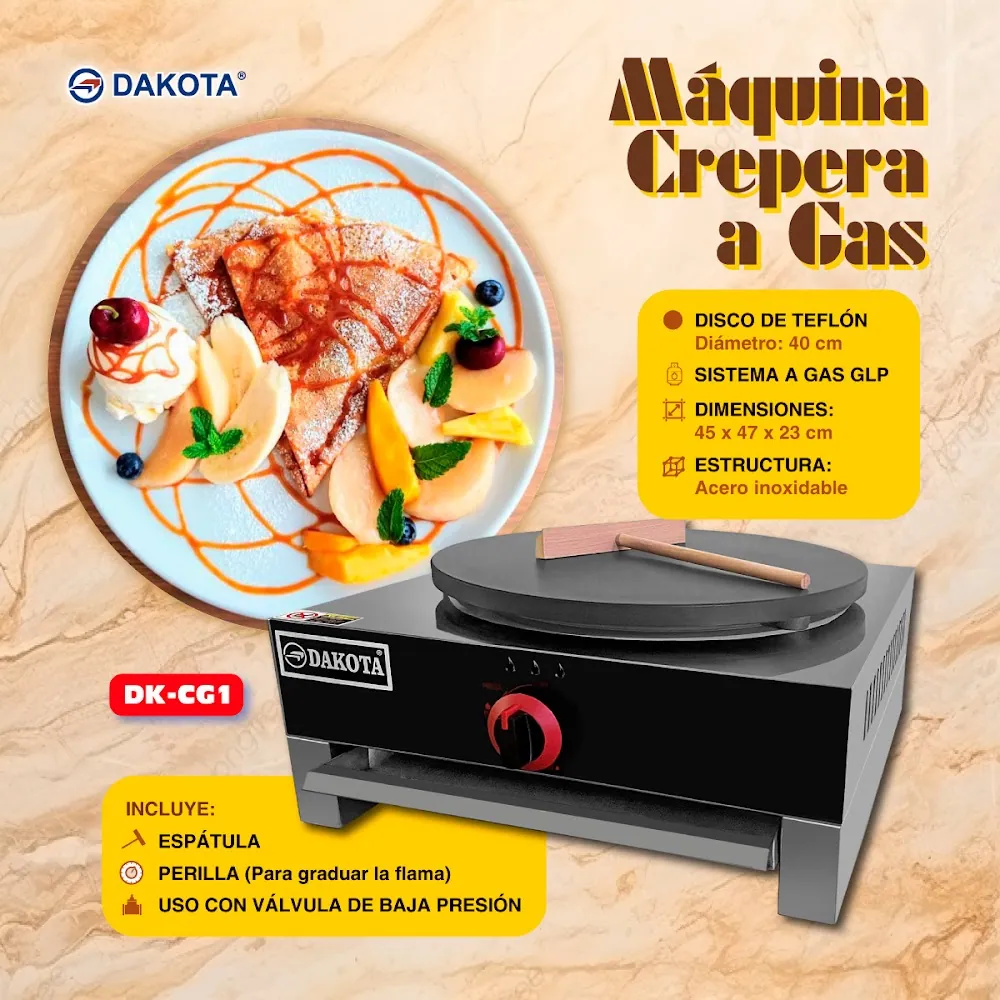 DAKOTA®
Máquina
Crepera
a Gas
DISCO DE TEFLÓN
Diámetro: 40 cm
SISTEMA A GAS GLP
DIMENSIONES:
45 x 47 x 23 cm
ESTRUCTURA:
Acero inoxidable
DAKOTA®
DK-CG1
INCLUYE:
ESPÁTULA
PERILLA (Para graduar la flama)
USO CON VÁLVULA DE BAJA PRESIÓN